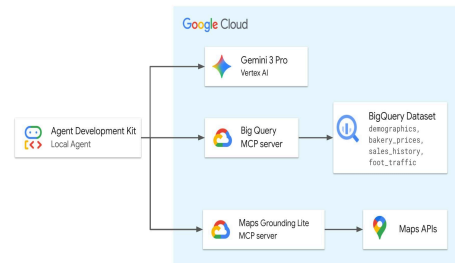 Google Cloud
Gemini 3 Pro
Vertex AI
Agent Development Kit
Local Agent
Big Query
MCP server
BigQuery Dataset
demographics,
bakery_prices,
sales_history,
foot_traffic
Maps Grounding Lite
MCP server
Maps APIs